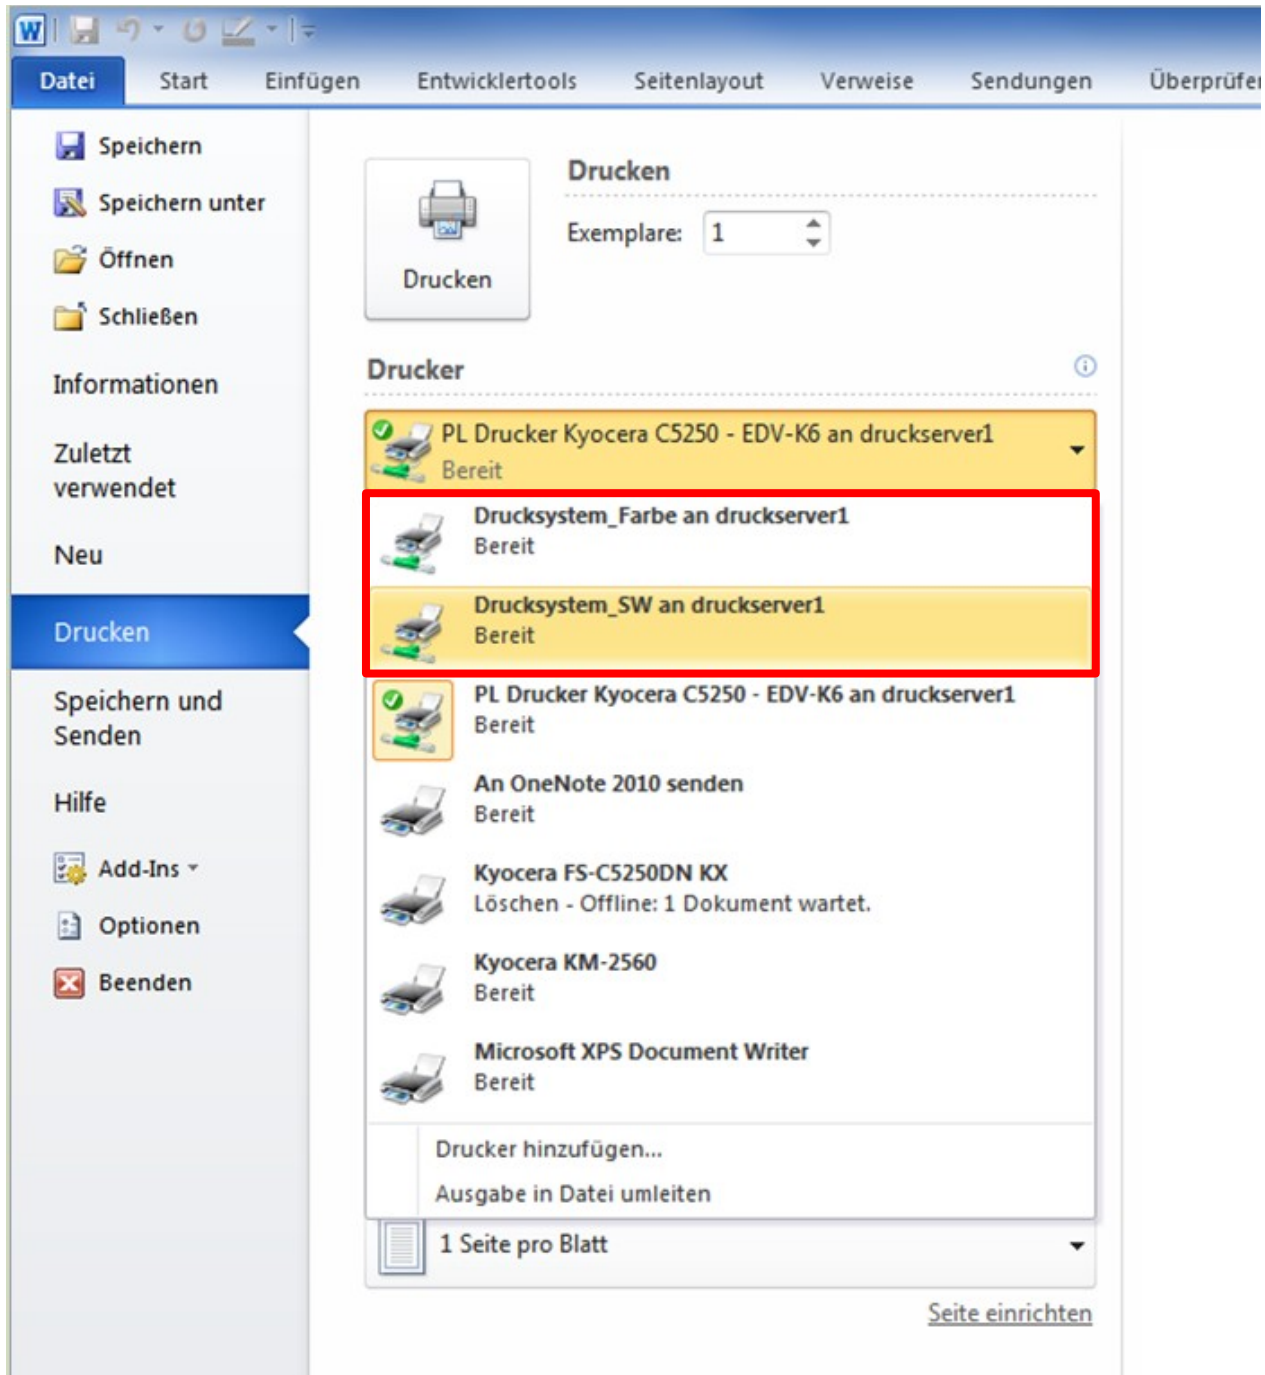 W
Datei Start Einfügen Entwicklertools Seitenlayout Verweise Sendungen Überprüfen
Speichern
Speichern unter
Öffnen
Schließen
Informationen
Zuletzt
verwendet
Neu
Drucken
Speichern und
Senden
Hilfe
Add-Ins
Optionen
Beenden
Drucken
Drucken
Exemplare: 1
Drucker
PL Drucker Kyocera C5250 - EDV-K6 an druckserver1
Bereit
Drucksystem_Farbe an druckserver1
Bereit
Drucksystem_SW an druckserver1
Bereit
PL Drucker Kyocera C5250 - EDV-K6 an druckserver1
Bereit
An OneNote 2010 senden
Bereit
Kyocera FS-C5250DN KX
Löschen - Offline: 1 Dokument wartet.
Kyocera KM-2560
Bereit
Microsoft XPS Document Writer
Bereit
Drucker hinzufügen...
Ausgabe in Datei umleiten
1 Seite pro Blatt
Seite einrichten